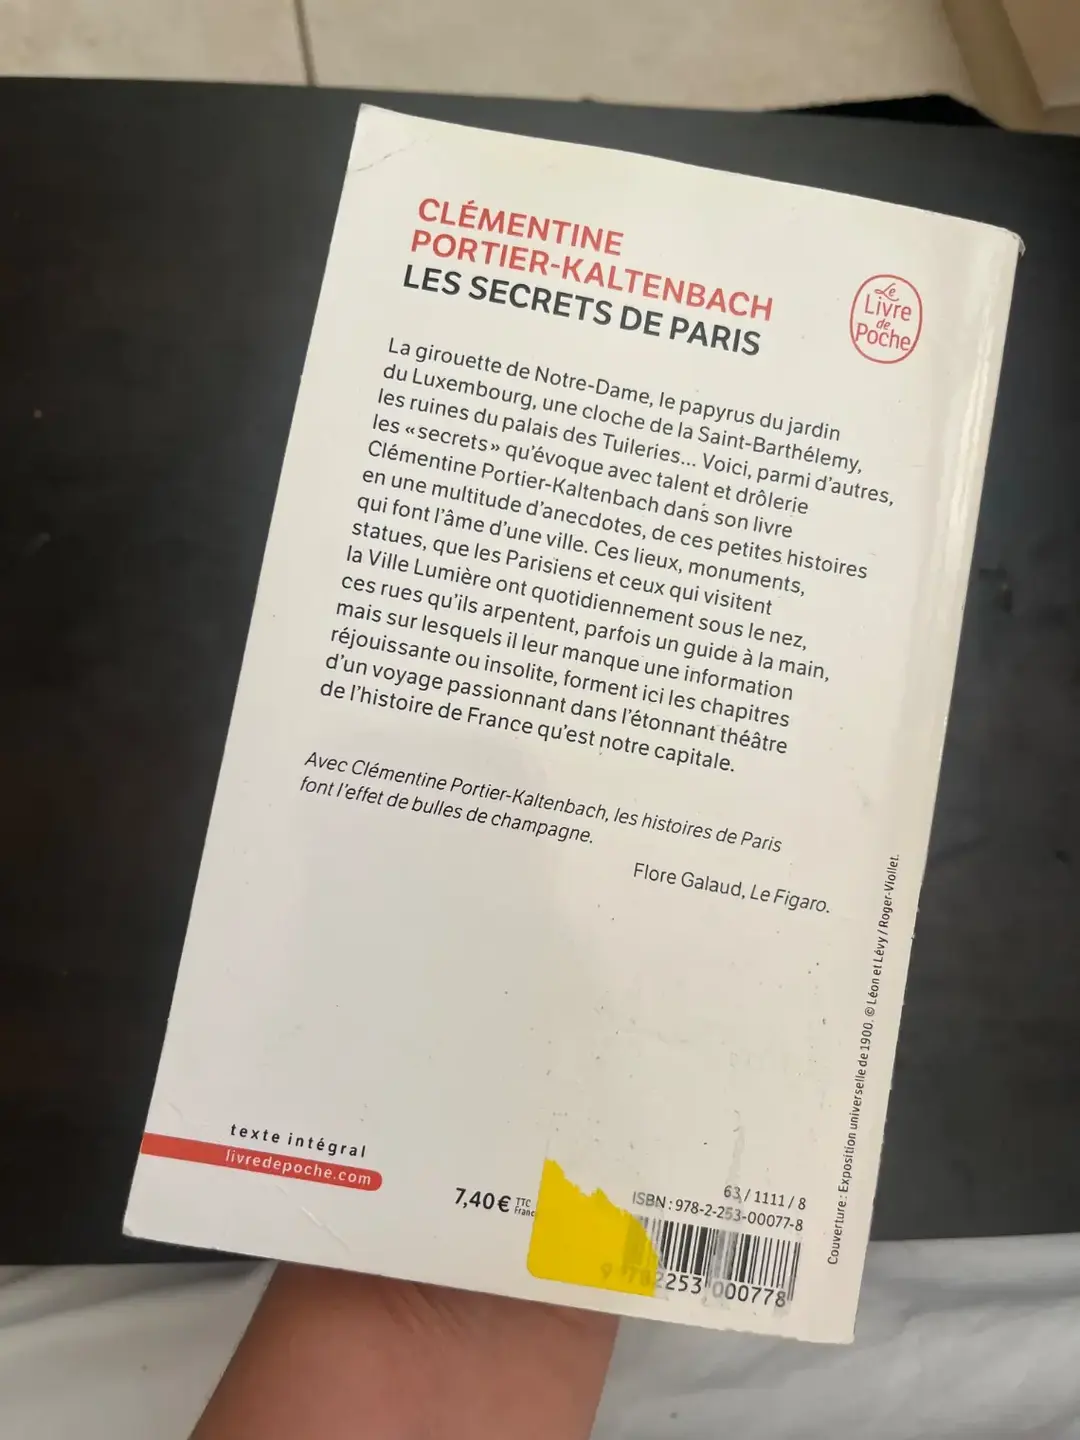 CLÉMENTINE
PORTIER-KALTENBACH
LES SECRETS DE PARIS
Le
Livre
de
Poche
La girouette de Notre-Dame, le papyrus du jardin
du Luxembourg, une cloche de la Saint-Barthélemy,
les ruines du palais des Tuileries... Voici, parmi d'autres,
les «secrets» qu'évoque avec talent et drôlerie
Clémentine Portier-Kaltenbach dans son livre
en une multitude d'anecdotes, de ces petites histoires
qui font l'âme d'une ville. Ces lieux, monuments,
statues, que les Parisiens et ceux qui visitent
la Ville Lumière ont quotidiennement sous le nez,
ces rues qu'ils arpentent, parfois un guide à la main,
mais sur lesquels il leur manque une information
réjouissante ou insolite, forment ici les chapitres
d'un voyage passionnant dans l'étonnant théâtre
de l'histoire de France qu'est notre capitale.
Avec Clémentine Portier-Kaltenbach, les histoires de Paris
font l'effet de bulles de champagne.
Flore Galaud, Le Figaro.
Couverture : Exposition universelle de 1900. © Léon et Lévy / Roger-Viollet.
texte intégral
livredepoche.com
7,40 € TTC
France
63 / 1111 / 8
ISBN : 978-2-253-00077-8
9 782253 000778